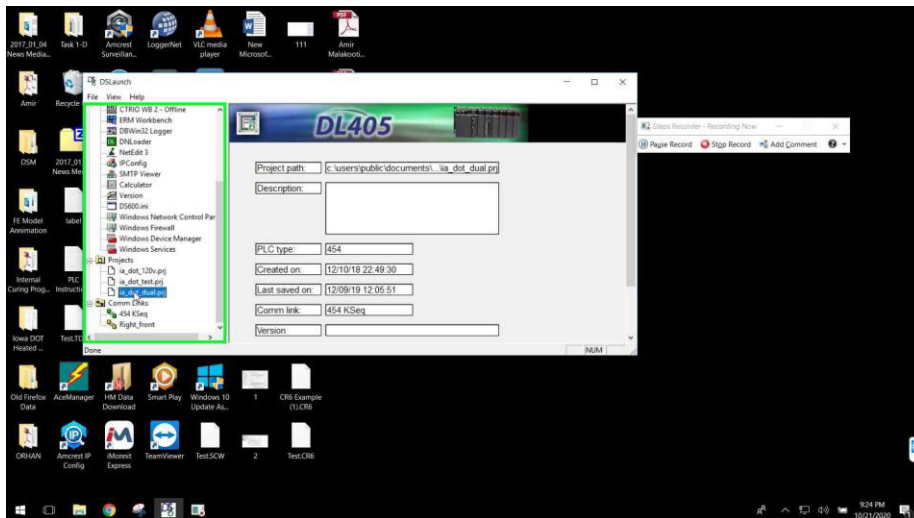 2017_01_04
News Media...
Task 1-D
Amcrest
Surveillan...
LoggerNet
VLC media
player
New
Microsof...
111
PDF
Amir
Malakooti...
Amir
Recycle
DSM
2017_01
News Me
FE Model
Annimation
label
Internal
Curing Prog...
PLC
Instructi
Iowa DOT
Heated ...
Test.TD
DSLaunch
File View Help
CTRIO WB 2 - Offline
ERM Workbench
DBWin32 Logger
DNLoader
NetEdit 3
IPConfig
SMTP Viewer
Calculator
Version
DS600.ini
Windows Network Control Par
Windows Firewall
Windows Device Manager
Windows Services
Projects
ia_dot_120v.prj
ia_dot_test.prj
ia_dot_dual.prj
Comm Links
454 KSeq
Right_front
DL405
Project path: c:\users\public\documents\...\ia_dot_dual.prj
Description:
PLC type: 454
Created on: 12/10/18 22:49:30
Last saved on: 12/09/19 12:05:51
Comm link: 454 KSeq
Version
Done
NUM
Steps Recorder - Recording Now
Pause Record Stop Record Add Comment
Old Firefox
Data
AceManager
HM Data
Download
Smart Play
Windows 10
Update As...
1
CR6 Example
(1).CR6
ORHAN
Amcrest IP
Config
iMonnit
Express
TeamViewer
Test.SCW
2
Test.CR6
9:24 PM
10/21/2020